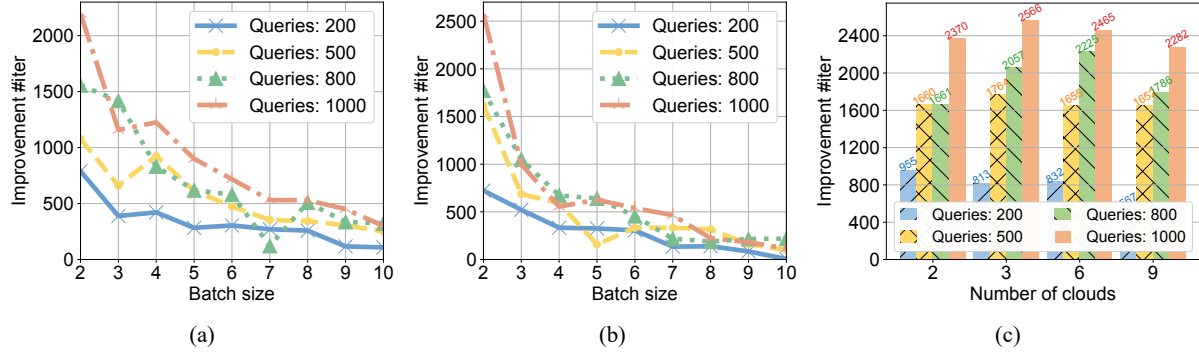 Improvement #iter
2000
1500
1000
500
0
2 3 4 5 6 7 8 9 10
Batch size
Queries: 200
Queries: 500
Queries: 800
Queries: 1000
(a)
Improvement #iter
2500
2000
1500
1000
500
0
2 3 4 5 6 7 8 9 10
Batch size
Queries: 200
Queries: 500
Queries: 800
Queries: 1000
(b)
Improvement #iter
2400
2000
1600
1200
800
400
0
955 1660 1661 2370
813 1764 2057 2566
832 1655 2225 2465
1786 2282
Queries: 200 Queries: 800
Queries: 500 Queries: 1000
2 3 6 9
Number of clouds
(c)